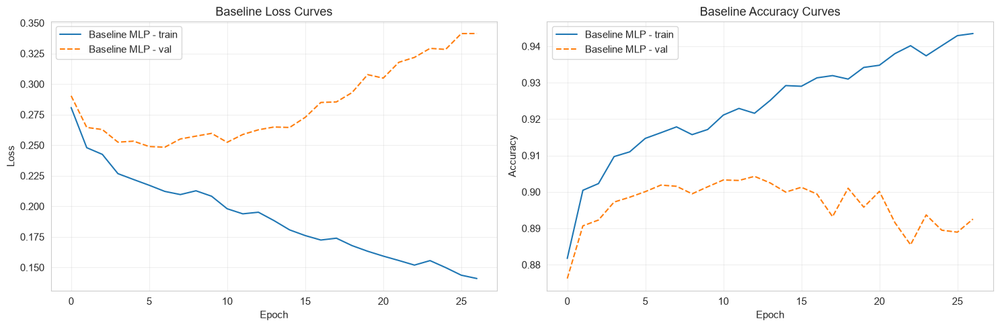 Baseline Loss Curves
Baseline MLP - train
Baseline MLP - val
0.350
0.325
0.300
0.275
0.250
0.225
0.200
0.175
0.150
Loss
0 5 10 15 20 25
Epoch
Baseline Accuracy Curves
Baseline MLP - train
Baseline MLP - val
0.94
0.93
0.92
0.91
0.90
0.89
0.88
Accuracy
0 5 10 15 20 25
Epoch